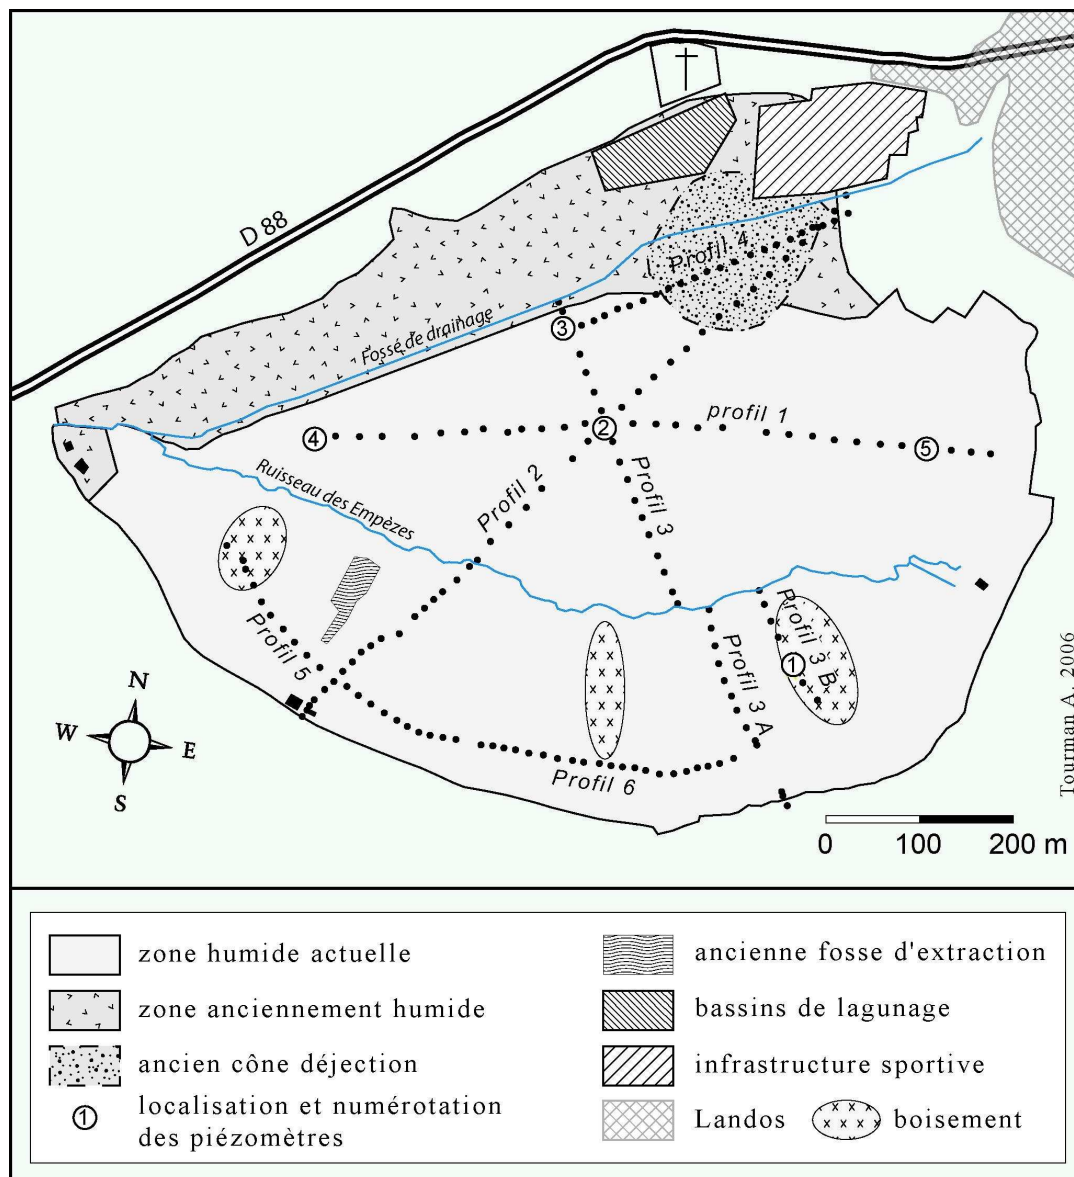 D 88
Profil 4
③
Fossé de drainage
profil 1
②
④
⑤
Profil 2
Profil 3
Ruisseau des Empèzes
Profil 5
Profil 3 A
Profil 3 B
①
Profil 6
N
W
E
S
0 100 200 m
Tourman A, 2006
zone humide actuelle
zone anciennement humide
ancien cône déjection
① localisation et numérotation
des piézomètres
ancienne fosse d'extraction
bassins de lagunage
infrastructure sportive
Landos boisement